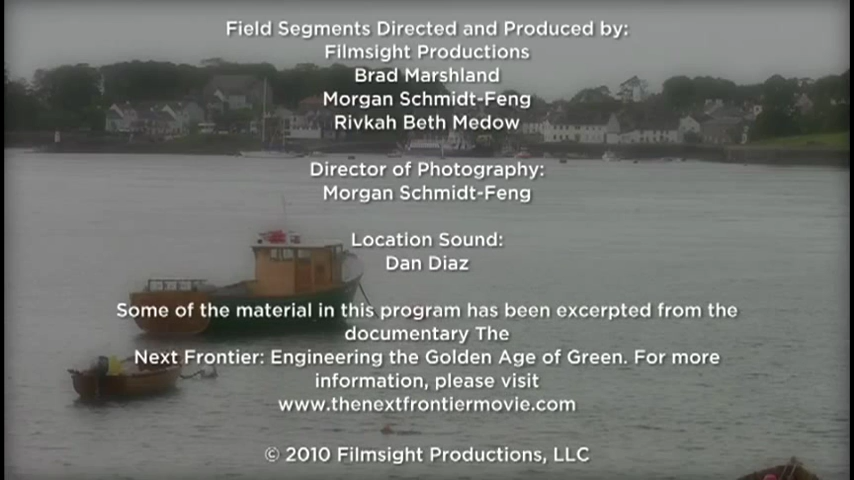 Field Segments Directed and Produced by:
Filmsight Productions
Brad Marshland
Morgan Schmidt-Feng
Rivkah Beth Medow
Director of Photography:
Morgan Schmidt-Feng
Location Sound:
Dan Diaz
Some of the material in this program has been excerpted from the
documentary The
Next Frontier: Engineering the Golden Age of Green. For more
information, please visit
www.thenextfrontiermovie.com
© 2010 Filmsight Productions, LLC